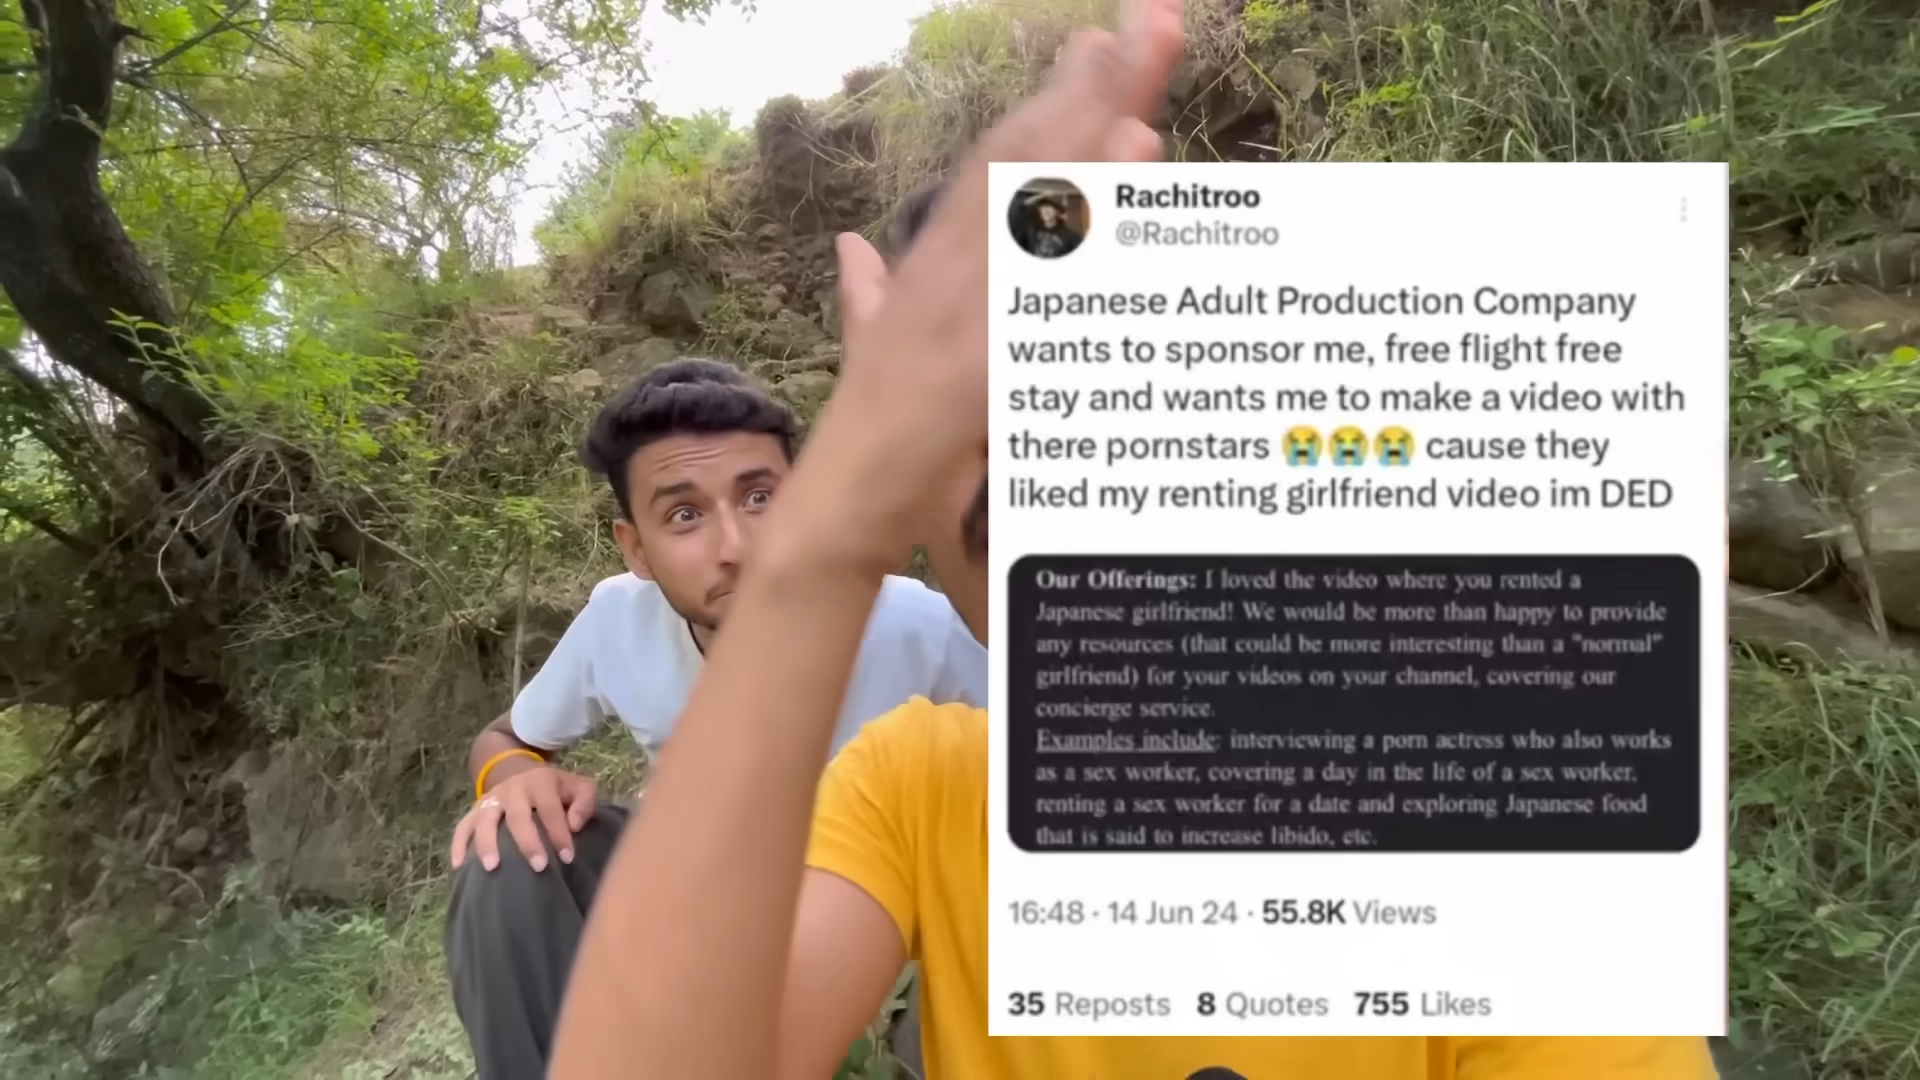 Rachitroo
@Rachitroo
Japanese Adult Production Company
wants to sponsor me, free flight free
stay and wants me to make a video with
there pornstars 😭😭😭 cause they
liked my renting girlfriend video im DED
Our Offerings: I loved the video where you rented a
Japanese girlfriend! We would be more than happy to provide
any resources (that could be more interesting than a "normal"
girlfriend) for your videos on your channel, covering our
concierge service.
Examples include: interviewing a porn actress who also works
as a sex worker, covering a day in the life of a sex worker,
renting a sex worker for a date and exploring Japanese food
that is said to increase libido, etc.
16:48 · 14 Jun 24 · 55.8K Views
35 Reposts 8 Quotes 755 Likes